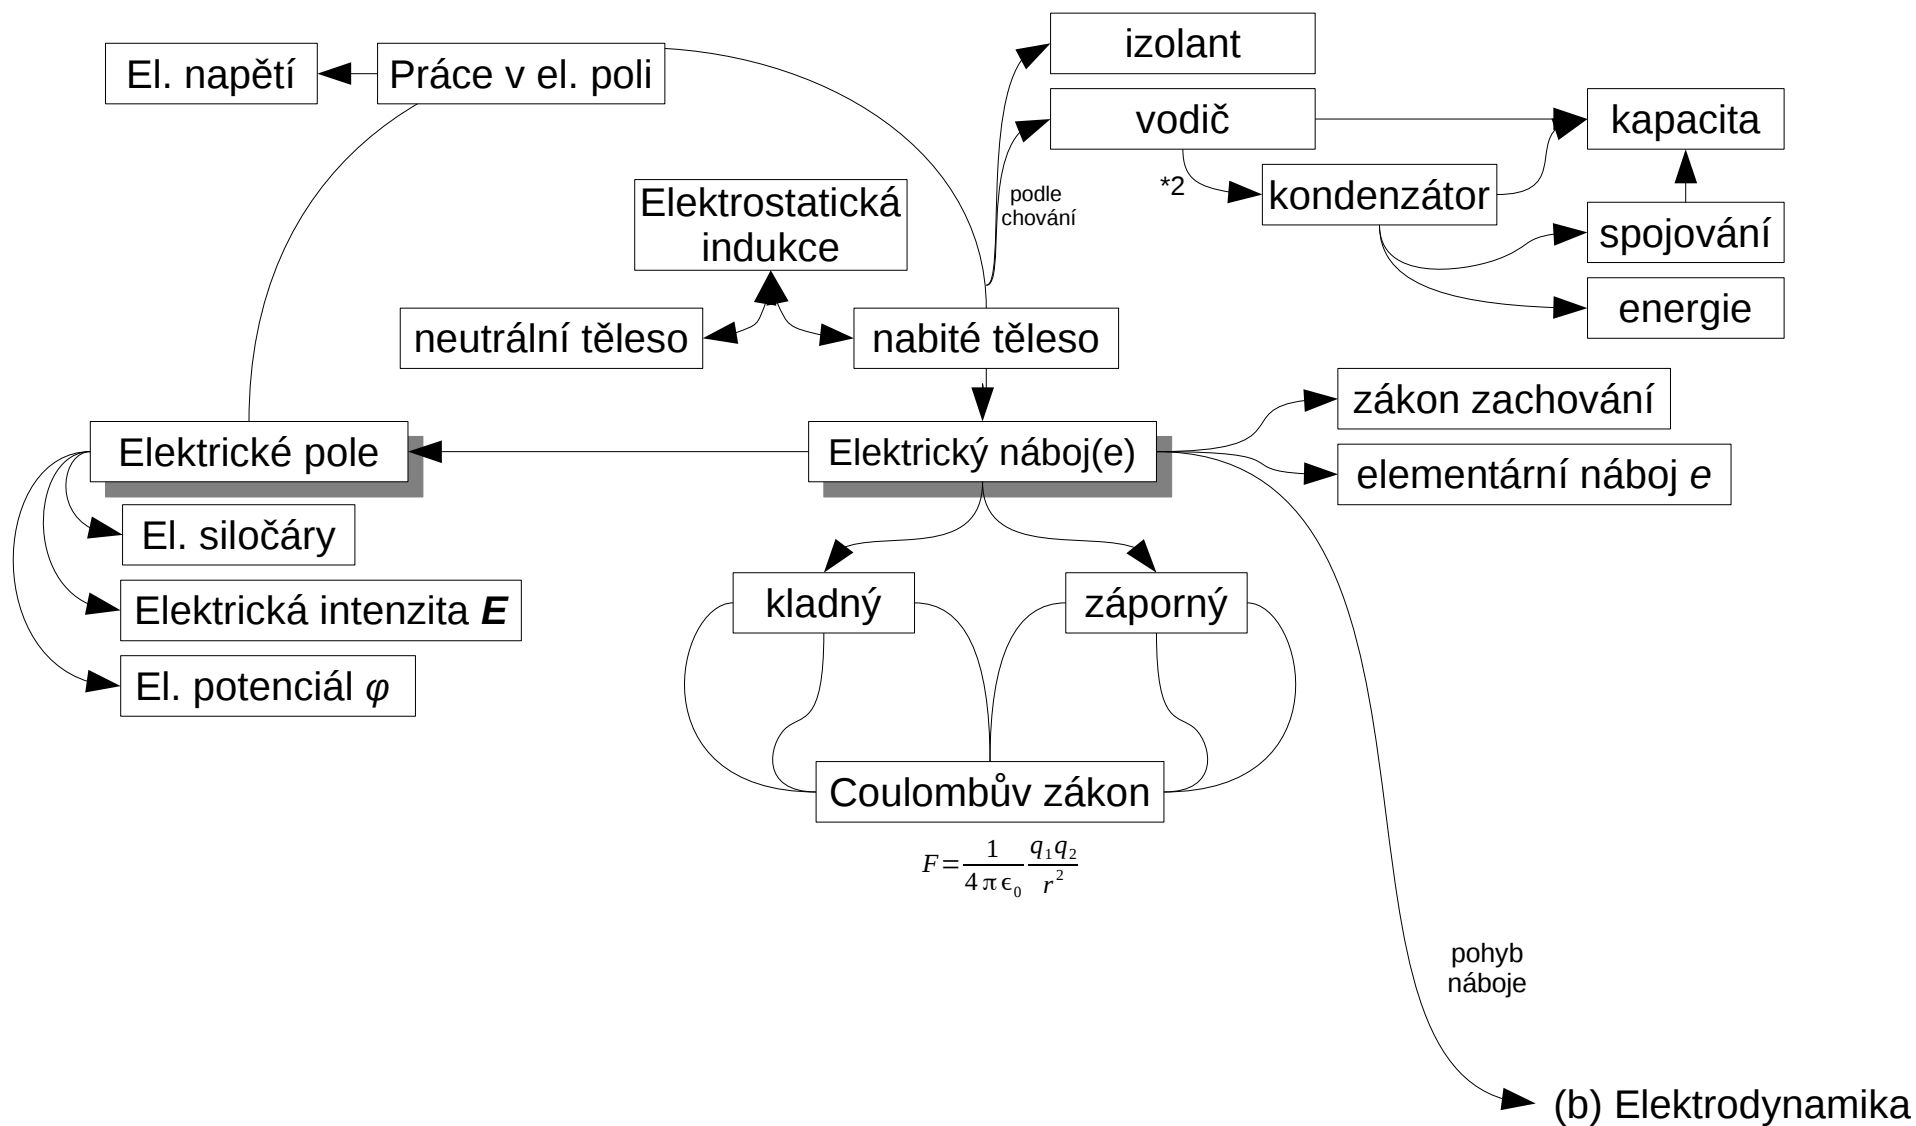 izolant
El. napětí
Práce v el. poli
vodič
kapacita
*2
kondenzátor
podle
chování
Elektrostatická
indukce
spojování
energie
neutrální těleso
nabité těleso
zákon zachování
Elektrické pole
Elektrický náboj(e)
elementární náboj e
El. siločáry
Elektrická intenzita E
kladný
záporný
El. potenciál φ
Coulombův zákon
F=1/(4 π ϵ₀) q₁q₂/r²
pohyb
náboje
(b) Elektrodynamika